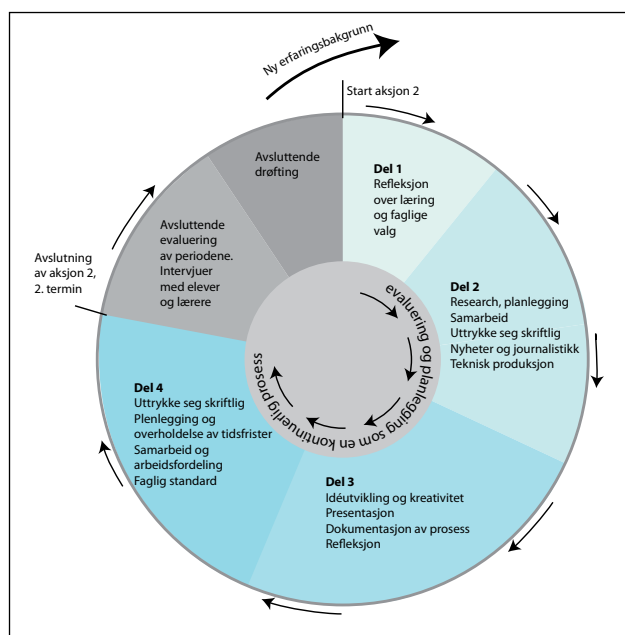 Ny erfaringsbakgrunn
Start aksjon 2
Del 1
Refleksjon
over læring
og faglige
valg
Del 2
Research, planlegging
Samarbeid
Uttrykke seg skriftlig
Nyheter og journalistikk
Teknisk produksjon
Del 3
Idéutvikling og kreativitet
Presentasjon
Dokumentasjon av prosess
Refleksjon
Del 4
Uttrykke seg skriftlig
Plenlegging og
overholdelse av tidsfrister
Samarbeid og
arbeidsfordeling
Faglig standard
Avslutning
av aksjon 2,
2. termin
Avsluttende
evaluering
av periodene.
Intervjuer
med elever
og lærere
Avsluttende
drøfting
evaluering og planlegging som en kontinuerlig prosess